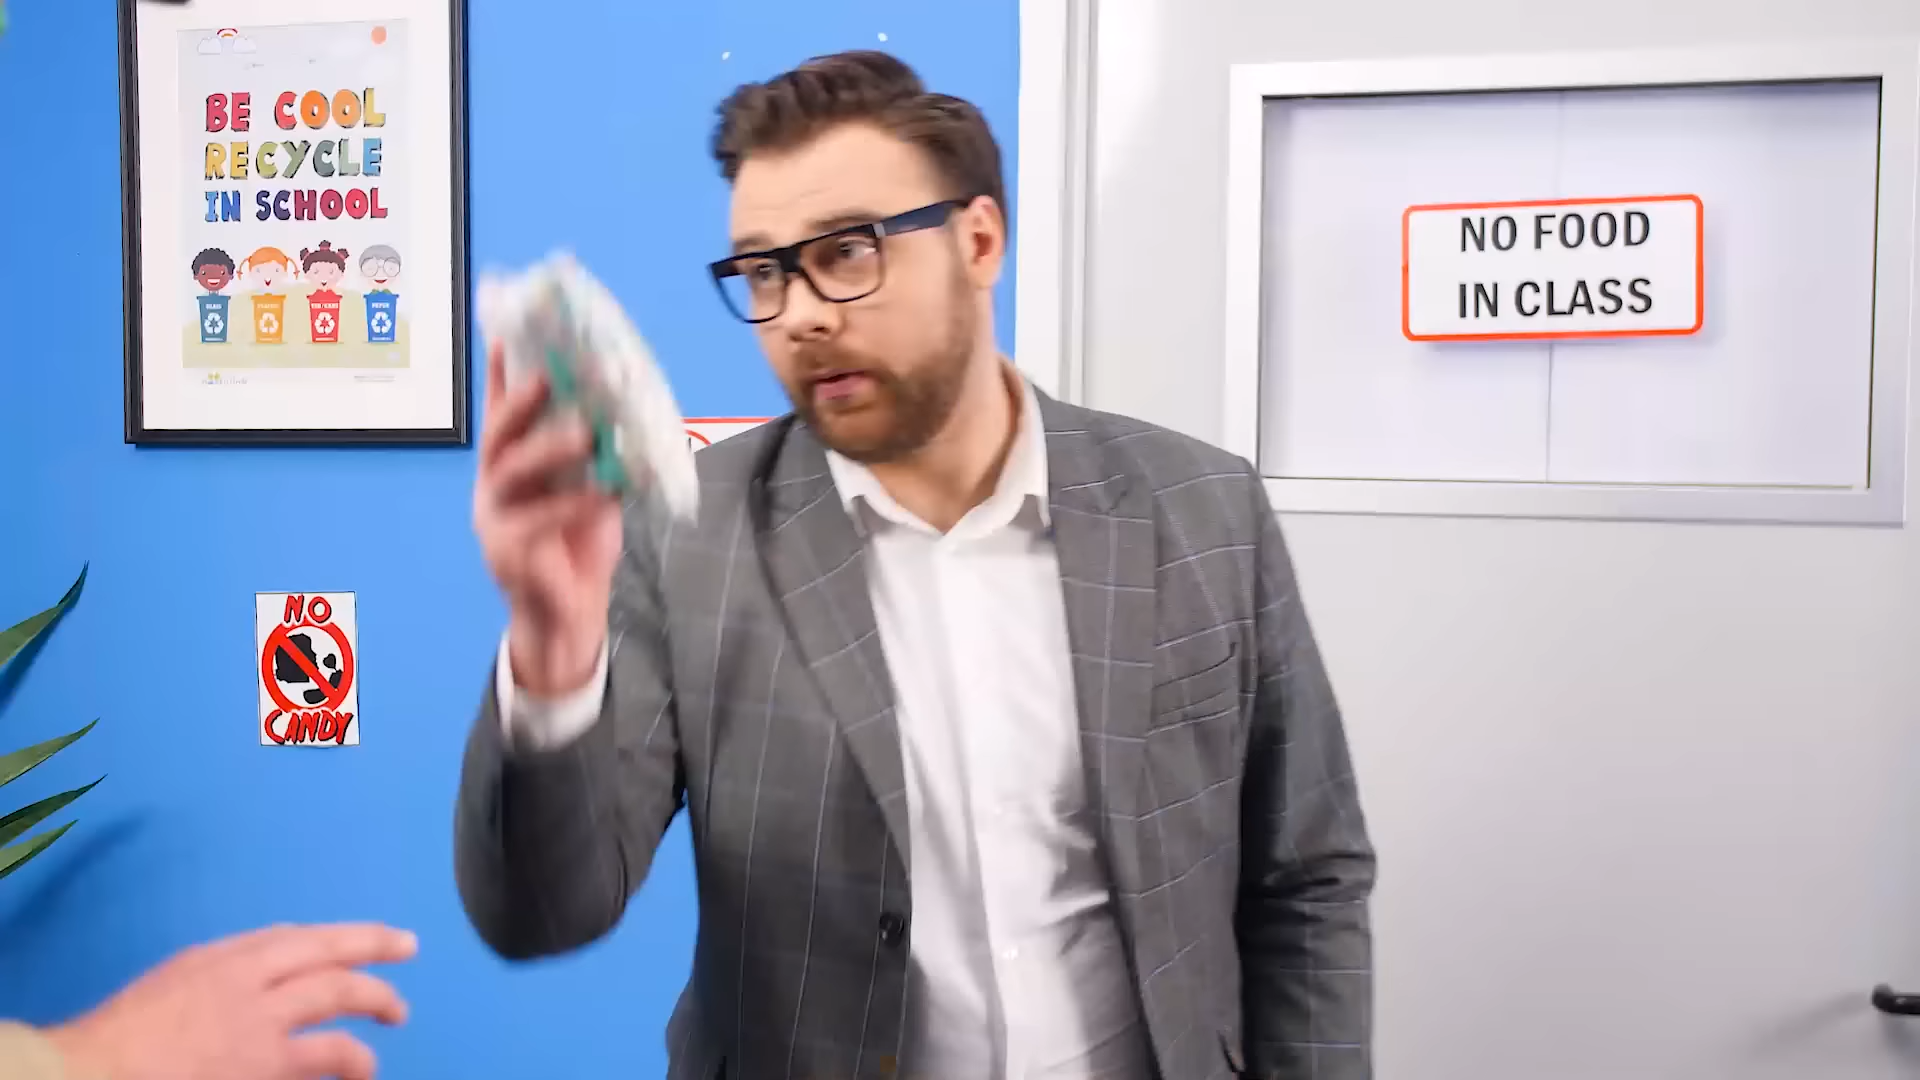 BE COOL
RECYCLE
IN SCHOOL
NO
CANDY
NO FOOD
IN CLASS